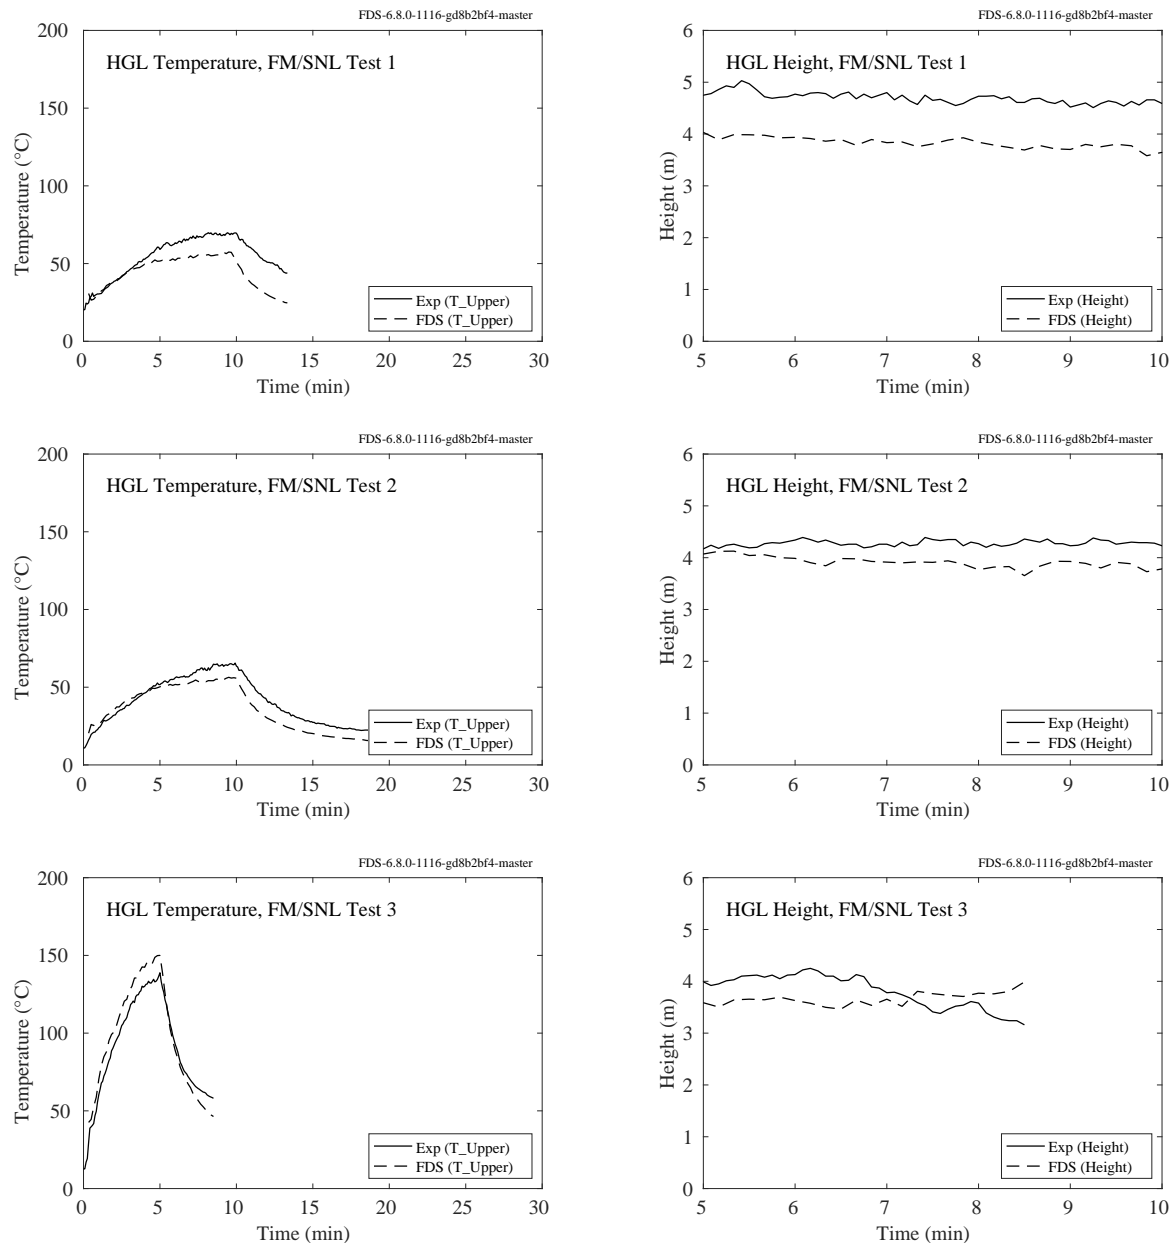 FDS-6.8.0-1116-gd8b2bf4-master
HGL Temperature, FM/SNL Test 1
200
150
100
50
0
Temperature (°C)
0 5 10 15 20 25 30
Time (min)
Exp (T_Upper)
FDS (T_Upper)
FDS-6.8.0-1116-gd8b2bf4-master
HGL Height, FM/SNL Test 1
6
5
4
3
2
1
0
Height (m)
5 6 7 8 9 10
Time (min)
Exp (Height)
FDS (Height)
FDS-6.8.0-1116-gd8b2bf4-master
HGL Temperature, FM/SNL Test 2
200
150
100
50
0
Temperature (°C)
0 5 10 15 20 25 30
Time (min)
Exp (T_Upper)
FDS (T_Upper)
FDS-6.8.0-1116-gd8b2bf4-master
HGL Height, FM/SNL Test 2
6
5
4
3
2
1
0
Height (m)
5 6 7 8 9 10
Time (min)
Exp (Height)
FDS (Height)
FDS-6.8.0-1116-gd8b2bf4-master
HGL Temperature, FM/SNL Test 3
200
150
100
50
0
Temperature (°C)
0 5 10 15 20 25 30
Time (min)
Exp (T_Upper)
FDS (T_Upper)
FDS-6.8.0-1116-gd8b2bf4-master
HGL Height, FM/SNL Test 3
6
5
4
3
2
1
0
Height (m)
5 6 7 8 9 10
Time (min)
Exp (Height)
FDS (Height)